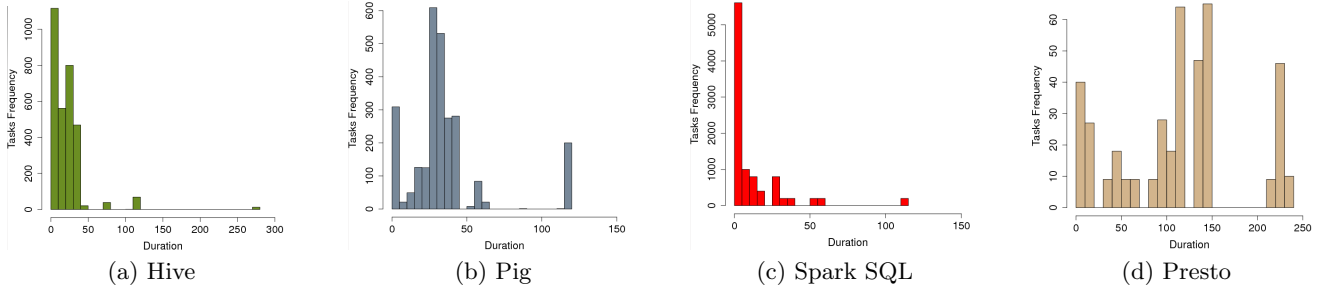 Tasks Frequency
0 200 400 600 800 1000
0 50 100 150 200 250 300
Duration
(a) Hive
Tasks Frequency
0 100 200 300 400 500 600
0 50 100 150
Duration
(b) Pig
Tasks Frequency
0 1000 2000 3000 4000 5000
0 50 100 150
Duration
(c) Spark SQL
Tasks Frequency
0 10 20 30 40 50 60
0 50 100 150 200 250
Duration
(d) Presto